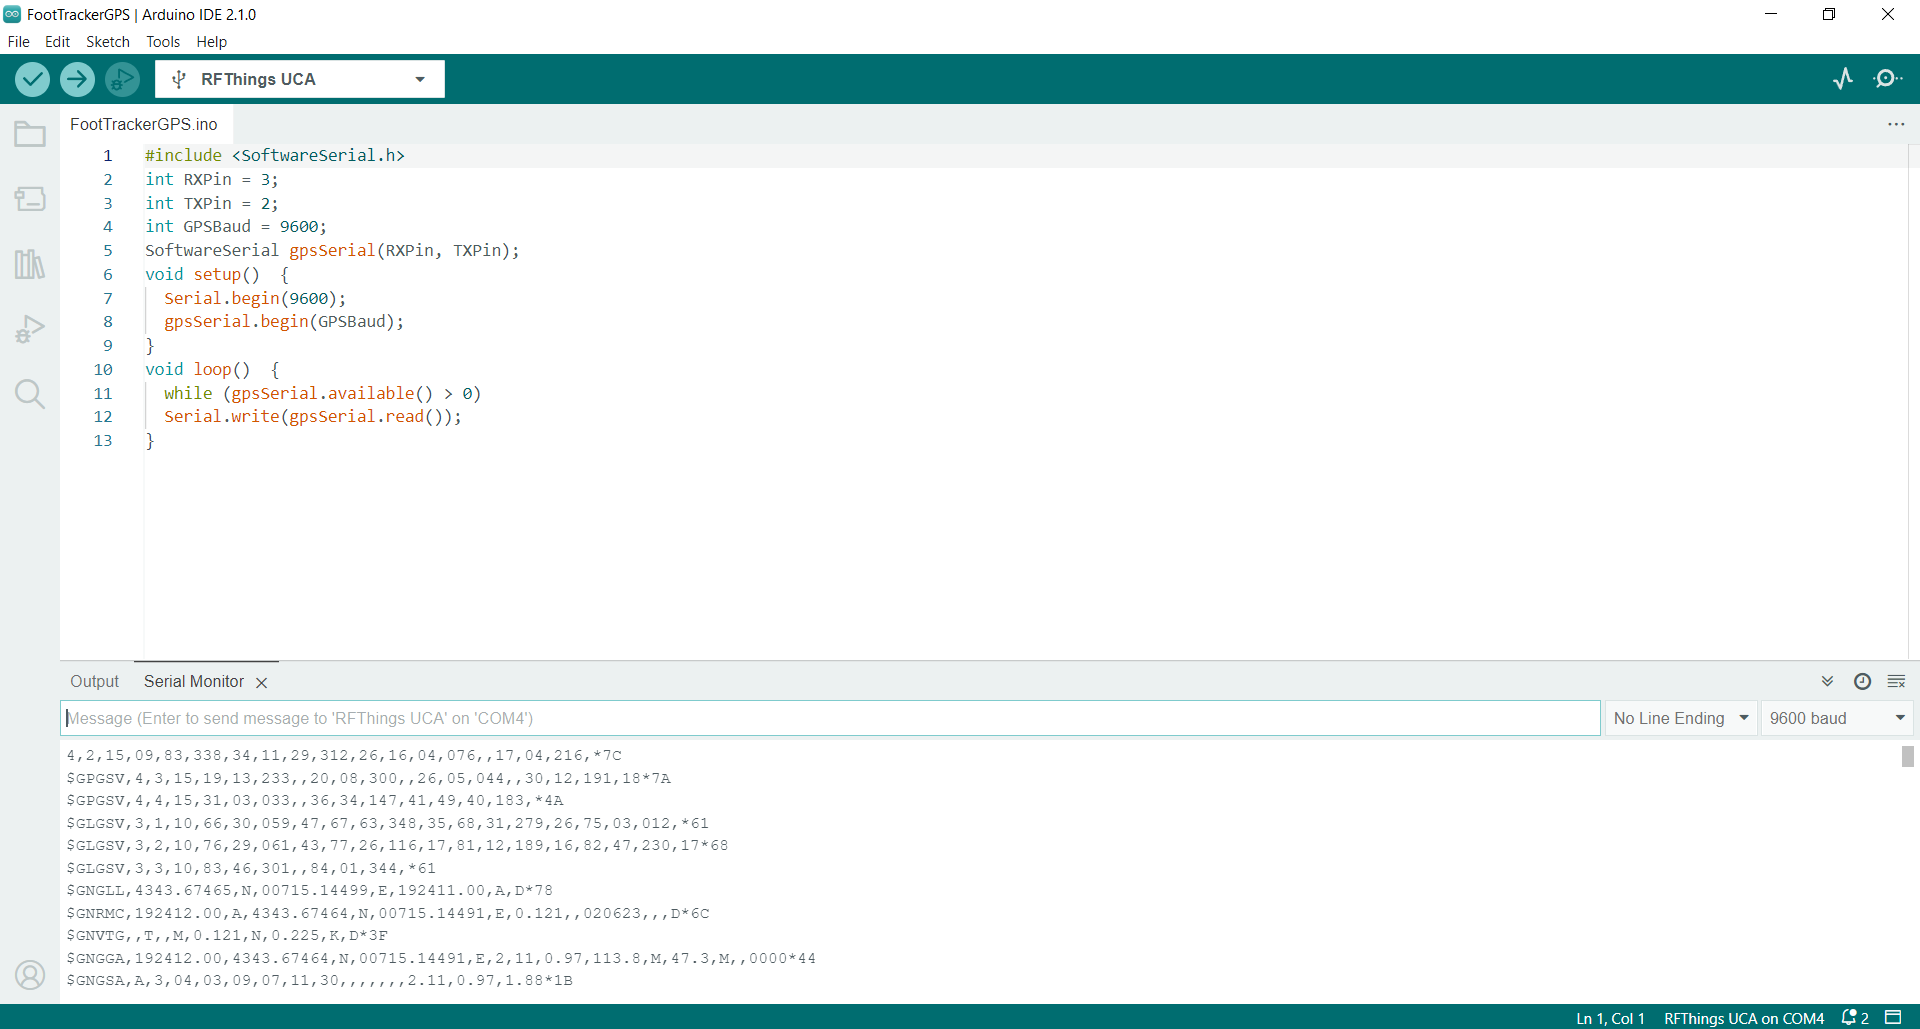 FootTrackerGPS | Arduino IDE 2.1.0
File Edit Sketch Tools Help
RFThings UCA
FootTrackerGPS.ino
1 #include <SoftwareSerial.h>
2 int RXPin = 3;
3 int TXPin = 2;
4 int GPSBaud = 9600;
5 SoftwareSerial gpsSerial(RXPin, TXPin);
6 void setup()  {
7   Serial.begin(9600);
8   gpsSerial.begin(GPSBaud);
9 }
10 void loop()  {
11   while (gpsSerial.available() > 0)
12   Serial.write(gpsSerial.read());
13 }
Output Serial Monitor
Message (Enter to send message to 'RFThings UCA' on 'COM4')
No Line Ending
9600 baud
4,2,15,09,83,338,34,11,29,312,26,16,04,076,,17,04,216,*7C
$GPGSV,4,3,15,19,13,233,,20,08,300,,26,05,044,,30,12,191,18*7A
$GPGSV,4,4,15,31,03,033,,36,34,147,41,49,40,183,*4A
$GLGSV,3,1,10,66,30,059,47,67,63,348,35,68,31,279,26,75,03,012,*61
$GLGSV,3,2,10,76,29,061,43,77,26,116,17,81,12,189,16,82,47,230,17*68
$GLGSV,3,3,10,83,46,301,,84,01,344,*61
$GNGLL,4343.67465,N,00715.14499,E,192411.00,A,D*78
$GNRMC,192412.00,A,4343.67464,N,00715.14491,E,0.121,,020623,,,D*6C
$GNVTG,,T,,M,0.121,N,0.225,K,D*3F
$GNGGA,192412.00,4343.67464,N,00715.14491,E,2,11,0.97,113.8,M,47.3,M,,0000*44
$GNGSA,A,3,04,03,09,07,11,30,,,,,,,2.11,0.97,1.88*1B
Ln 1, Col 1 RFThings UCA on COM4 2